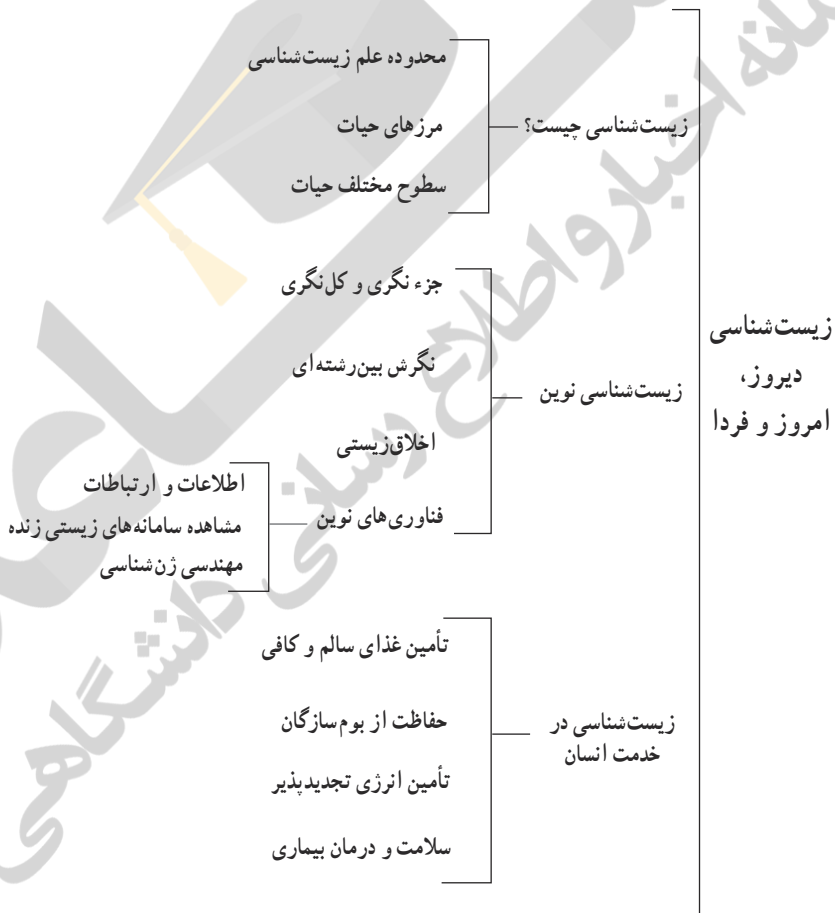 زیست‌شناسی
دیروز،
امروز و فردا
زیست‌شناسی چیست؟
محدوده علم زیست‌شناسی
مرزهای حیات
سطوح مختلف حیات
زیست‌شناسی نوین
جزء نگری و کل‌نگری
نگرش بین‌رشته‌ای
اخلاق‌زیستی
فناوری‌های نوین
اطلاعات و ارتباطات
مشاهده سامانه‌های زیستی زنده
مهندسی ژن‌شناسی
زیست‌شناسی در
خدمت انسان
تأمین غذای سالم و کافی
حفاظت از بوم‌سازگان
تأمین انرژی تجدیدپذیر
سلامت و درمان بیماری